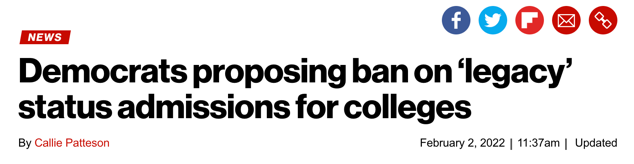 NEWS
Democrats proposing ban on ‘legacy’
status admissions for colleges
By Callie Patteson
February 2, 2022 | 11:37am | Updated